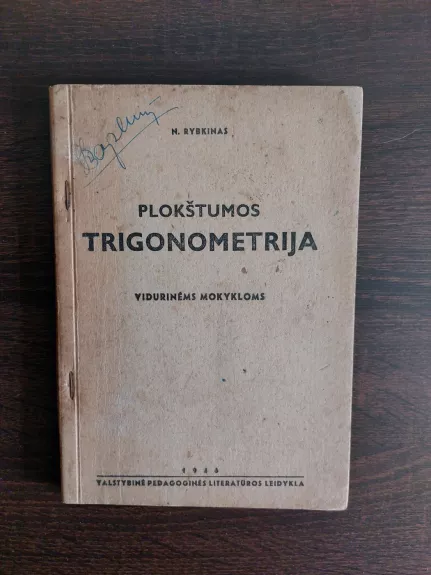 N. RYBKINAS
PLOKŠTUMOS
TRIGONOMETRIJA
VIDURINĖMS MOKYKLOMS
VALSTYBINĖ PEDAGOGINĖS LITERATŪROS LEIDYKLA